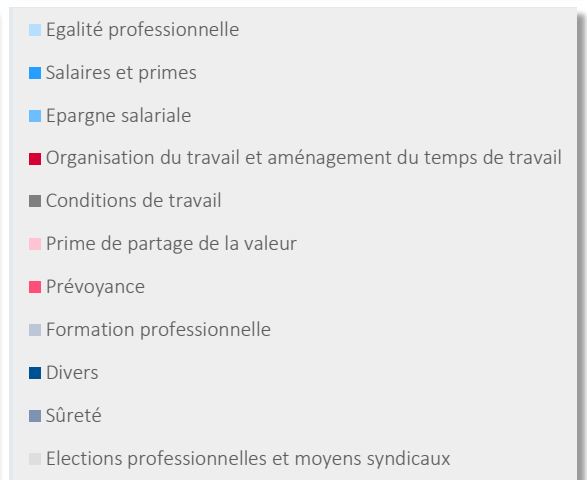 Egalité professionnelle
Salaires et primes
Epargne salariale
Organisation du travail et aménagement du temps de travail
Conditions de travail
Prime de partage de la valeur
Prévoyance
Formation professionnelle
Divers
Sûreté
Elections professionnelles et moyens syndicaux